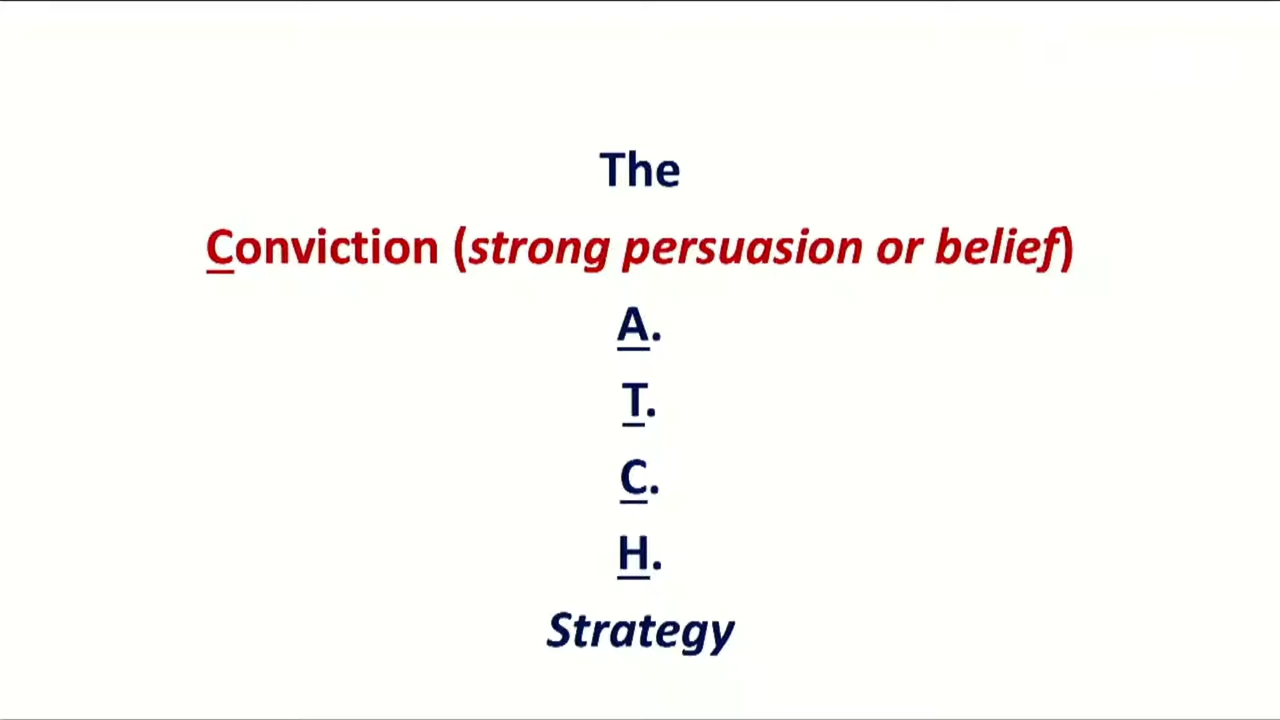 The
Conviction (strong persuasion or belief)
A.
T.
C.
H.
Strategy